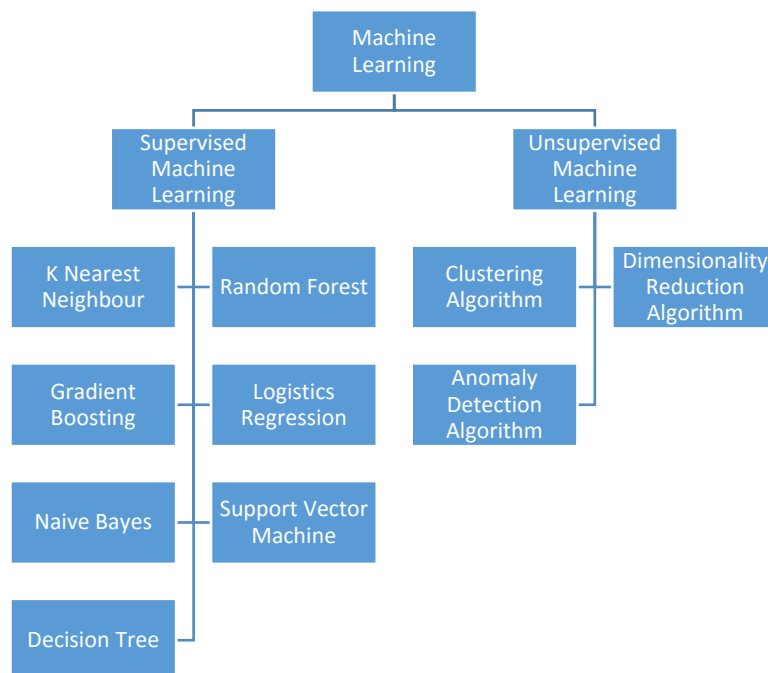 Machine
Learning
Supervised
Machine
Learning
Unsupervised
Machine
Learning
K Nearest
Neighbour
Random Forest
Clustering
Algorithm
Dimensionality
Reduction
Algorithm
Gradient
Boosting
Logistics
Regression
Anomaly
Detection
Algorithm
Naive Bayes
Support Vector
Machine
Decision Tree